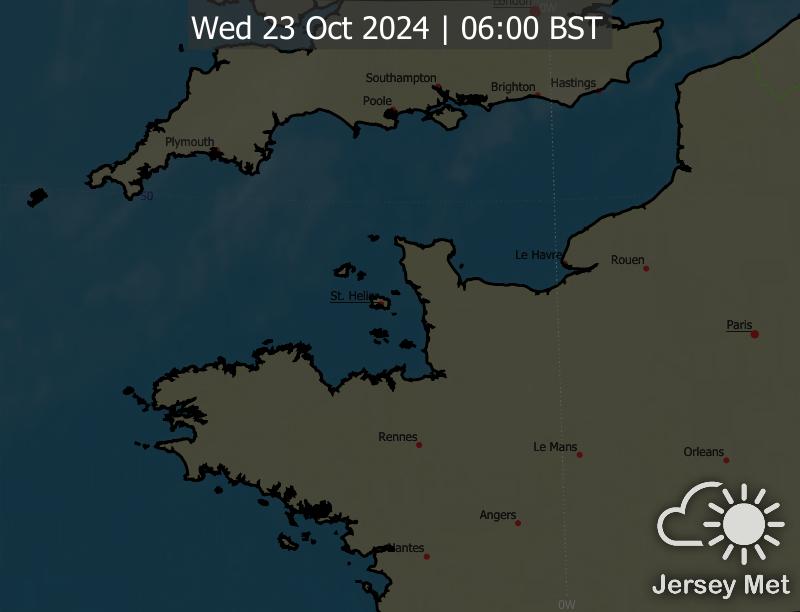 London
0W
Wed 23 Oct 2024 | 06:00 BST
Southampton
Brighton
Hastings
Poole
Plymouth
50
Le Havre
Rouen
St. Helier
Paris
Rennes
Le Mans
Orleans
Angers
Nantes
Jersey Met
0W